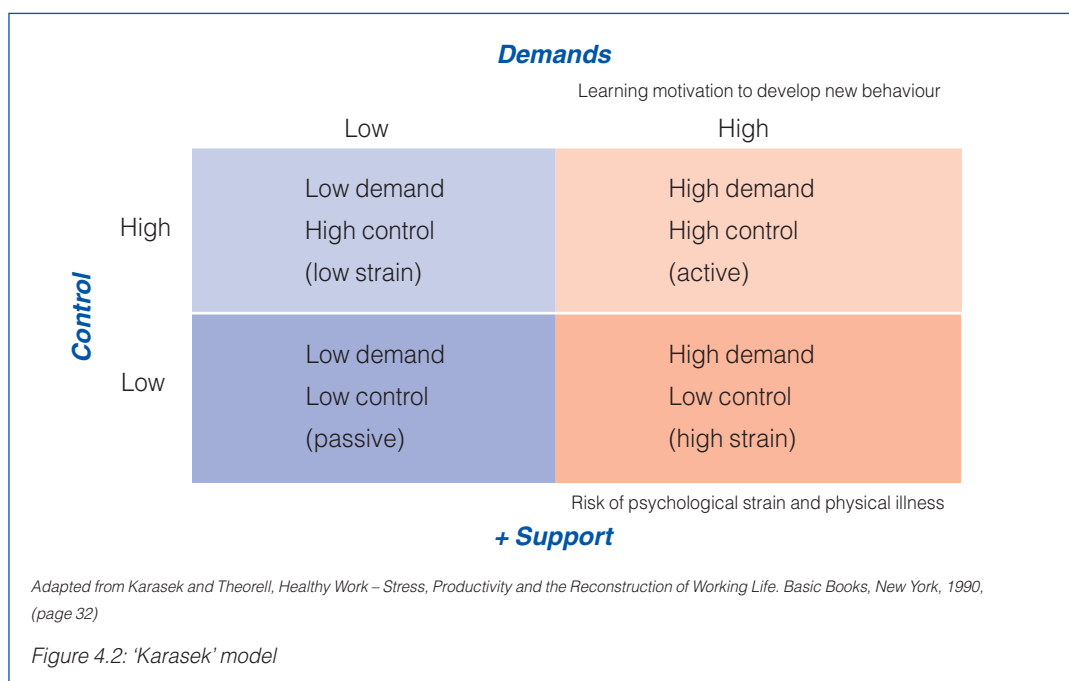 Demands
Learning motivation to develop new behaviour
Low
High
Control
High
Low demand
High control
(low strain)
High demand
High control
(active)
Low
Low demand
Low control
(passive)
High demand
Low control
(high strain)
Risk of psychological strain and physical illness
+ Support
Adapted from Karasek and Theorell, Healthy Work – Stress, Productivity and the Reconstruction of Working Life. Basic Books, New York, 1990,
(page 32)
Figure 4.2: ‘Karasek’ model